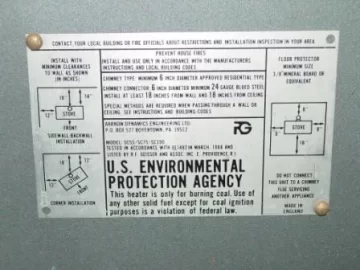 CONTACT YOUR LOCAL BUILDING OR FIRE OFFICIALS ABOUT RESTRICTIONS AND INSTALLATION INSPECTION IN YOUR AREA
INSTALL WITH
MINIMUM CLEARANCES
TO WALL AS SHOWN
(IN INCHES)
STOVE
FRONT
SIDEWALL-BACKWALL
INSTALLATION
STOVE
FRONT
CORNER INSTALLATION
PREVENT HOUSE FIRES
INSTALL AND USE ONLY IN ACCORDANCE WITH THE MANUFACTURERS
INSTRUCTIONS AND LOCAL BUILDING CODES.
CHIMNEY TYPE: MINIMUM 6 INCH DIAMETER APPROVED RESIDENTIAL TYPE
CHIMNEY CONNECTOR 6 INCH DIAMETER MINIMUM 24 GAUGE BLUED STEEL
INSTALL AT LEAST 18 INCHES FROM WALL AND 18 INCHES FROM CEILING
SPECIAL METHODS ARE REQUIRED WHEN PASSING THROUGH A WALL OR
CEILING. SEE INSTRUCTIONS AND BUILDING CODES
DYNAMICS ENGINEERING LTD
P.O. BOX 527 BOYERTOWN, PA. 19512
MODEL:
TESTED IN ACCORDANCE WITH MARCH, 1986 AND
LISTED BY
U.S. ENVIRONMENTAL
PROTECTION AGENCY
This heater is only for burning coal. Use of
any other solid fuel except for coal ignition
purposes is a violation of federal law.
FLOOR PROTECTOR
MINIMUM SIZE
3/8"MINERAL BOARD or
EQUIVALENT
STOVE
DO NOT CONNECT
THIS UNIT TO A CHIMNEY
FLUE SERVING
ANOTHER APPLIANCE
MADE IN
ENGLAND